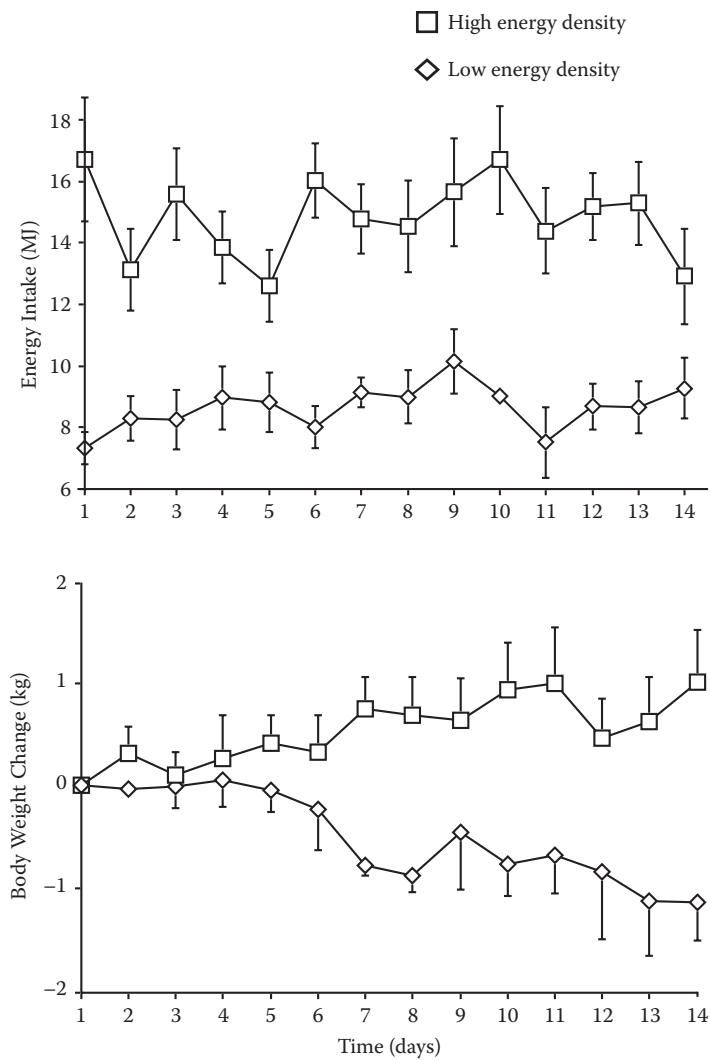 High energy density
Low energy density
Energy Intake (MJ)
18
16
14
12
10
8
6
1 2 3 4 5 6 7 8 9 10 11 12 13 14
Body Weight Change (kg)
2
1
0
−1
−2
1 2 3 4 5 6 7 8 9 10 11 12 13 14
Time (days)